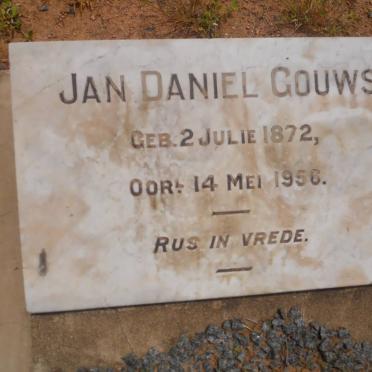 JAN DANIEL GOUWS
GEB. 2 JULIE 1872,
OORL. 14 MEI 1956.
RUS IN VREDE.